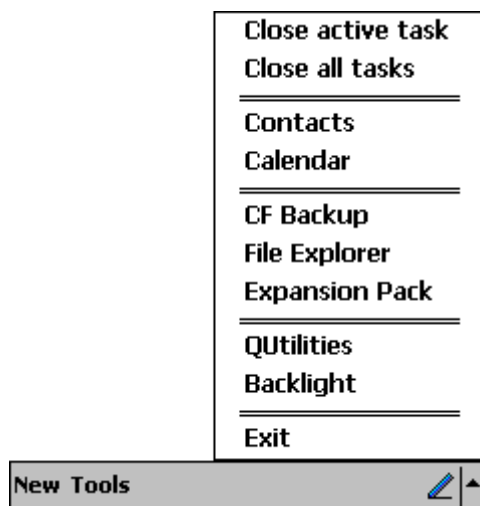 Close active task
Close all tasks
Contacts
Calendar
CF Backup
File Explorer
Expansion Pack
QUtilities
Backlight
Exit
New Tools